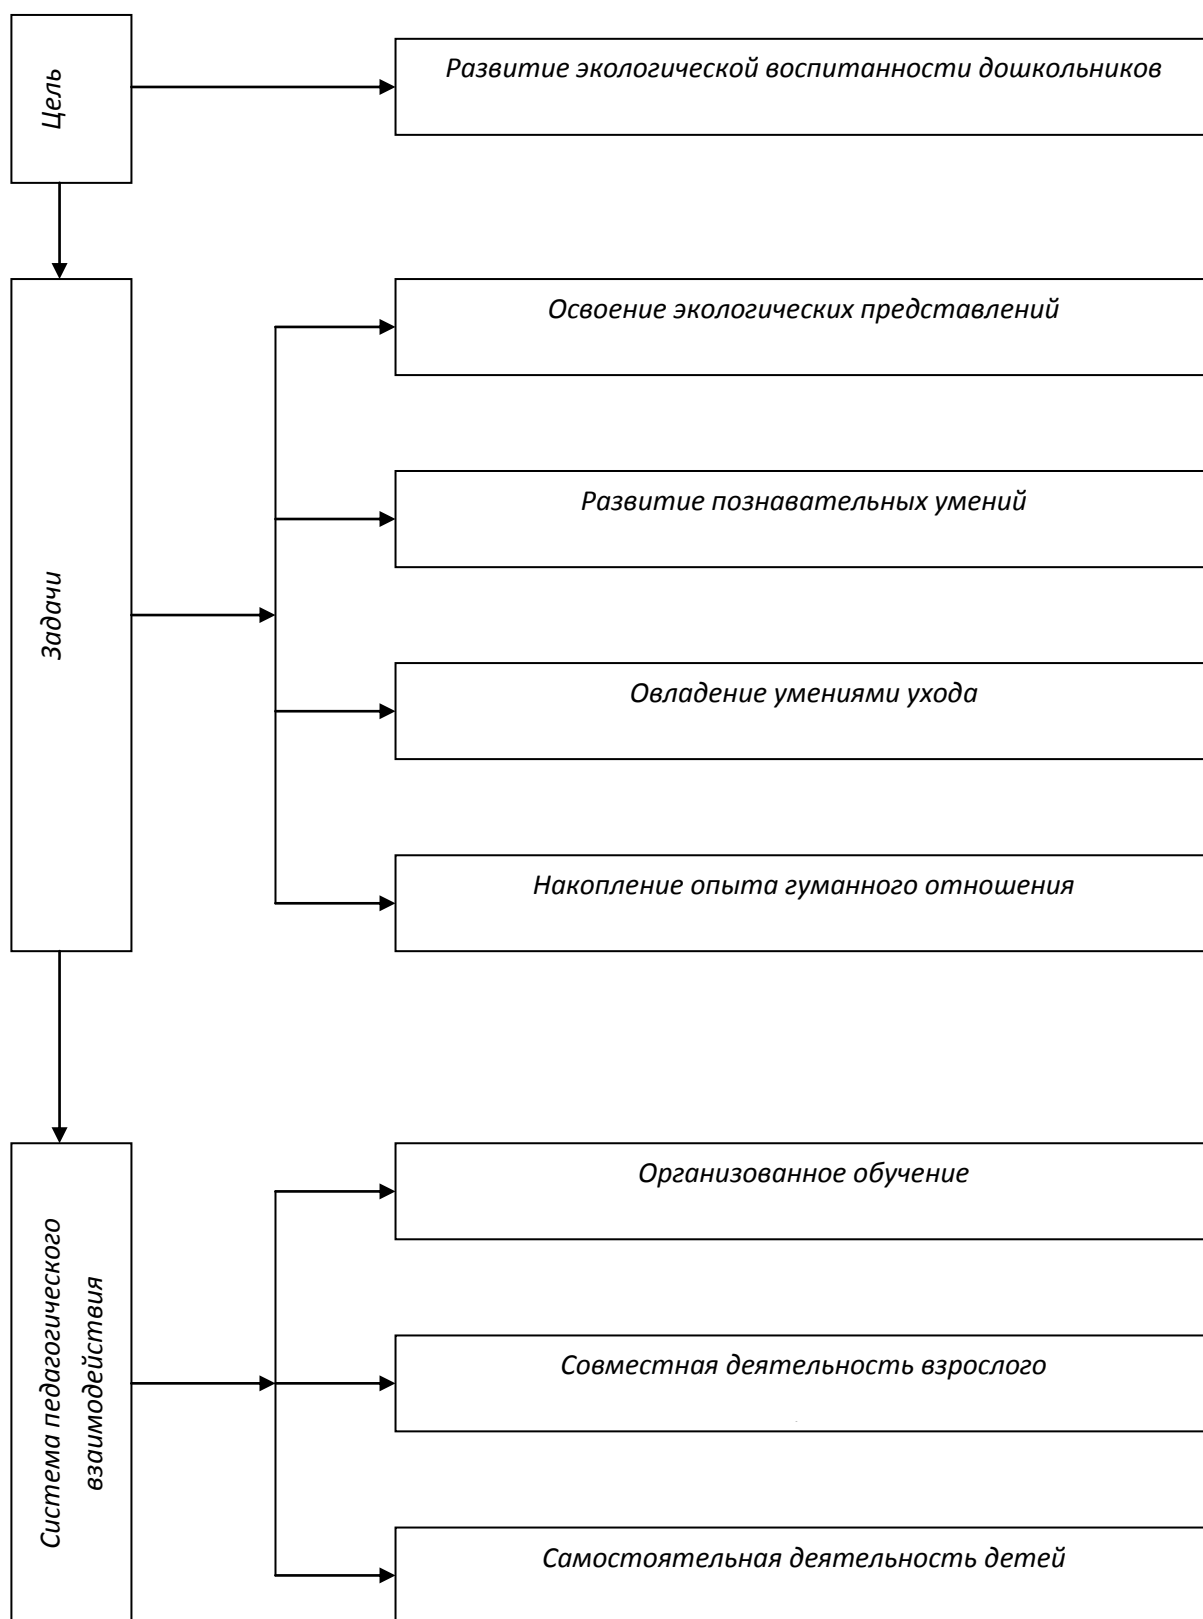 Цель
Развитие экологической воспитанности дошкольников
Задачи
Освоение экологических представлений
Развитие познавательных умений
Овладение умениями ухода
Накопление опыта гуманного отношения
Система педагогического
взаимодействия
Организованное обучение
Совместная деятельность взрослого
Самостоятельная деятельность детей